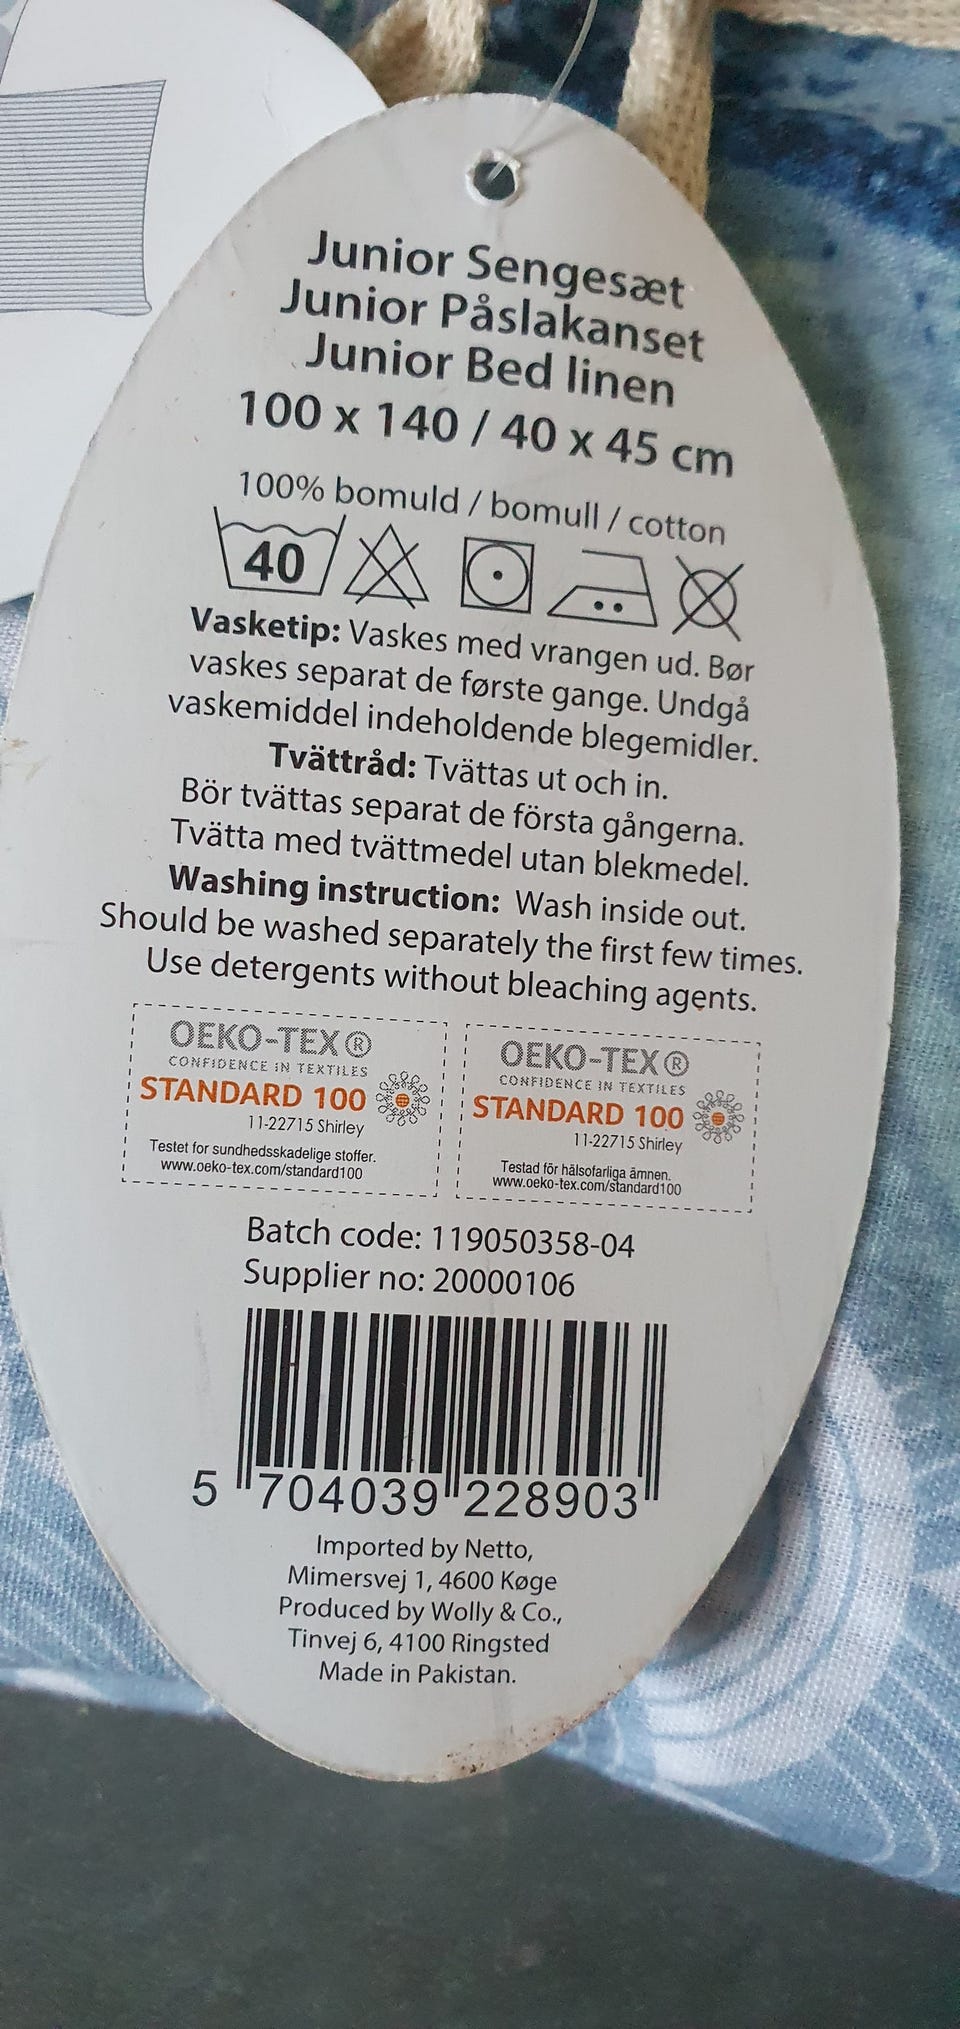 Junior Sengesæt
Junior Påslakanset
Junior Bed linen
100 x 140 / 40 x 45 cm
100% bomuld / bomull / cotton
40
Vasketip: Vaskes med vrangen ud. Bør
vaskes separat de første gange. Undgå
vaskemiddel indeholdende blegemidler.
Tvättråd: Tvättas ut och in.
Bör tvättas separat de första gångerna.
Tvätta med tvättmedel utan blekmedel.
Washing instruction: Wash inside out.
Should be washed separately the first few times.
Use detergents without bleaching agents.
OEKO-TEX®
CONFIDENCE IN TEXTILES
STANDARD 100
11-22715 Shirley
Testet for sundhedsskadelige stoffer.
www.oeko-tex.com/standard100
OEKO-TEX®
CONFIDENCE IN TEXTILES
STANDARD 100
11-22715 Shirley
Testad för hälsofarliga ämnen.
www.oeko-tex.com/standard100
Batch code: 119050358-04
Supplier no: 20000106
5 704039 228903
Imported by Netto,
Mimersvej 1, 4600 Køge
Produced by Wolly & Co.,
Tinvej 6, 4100 Ringsted
Made in Pakistan.